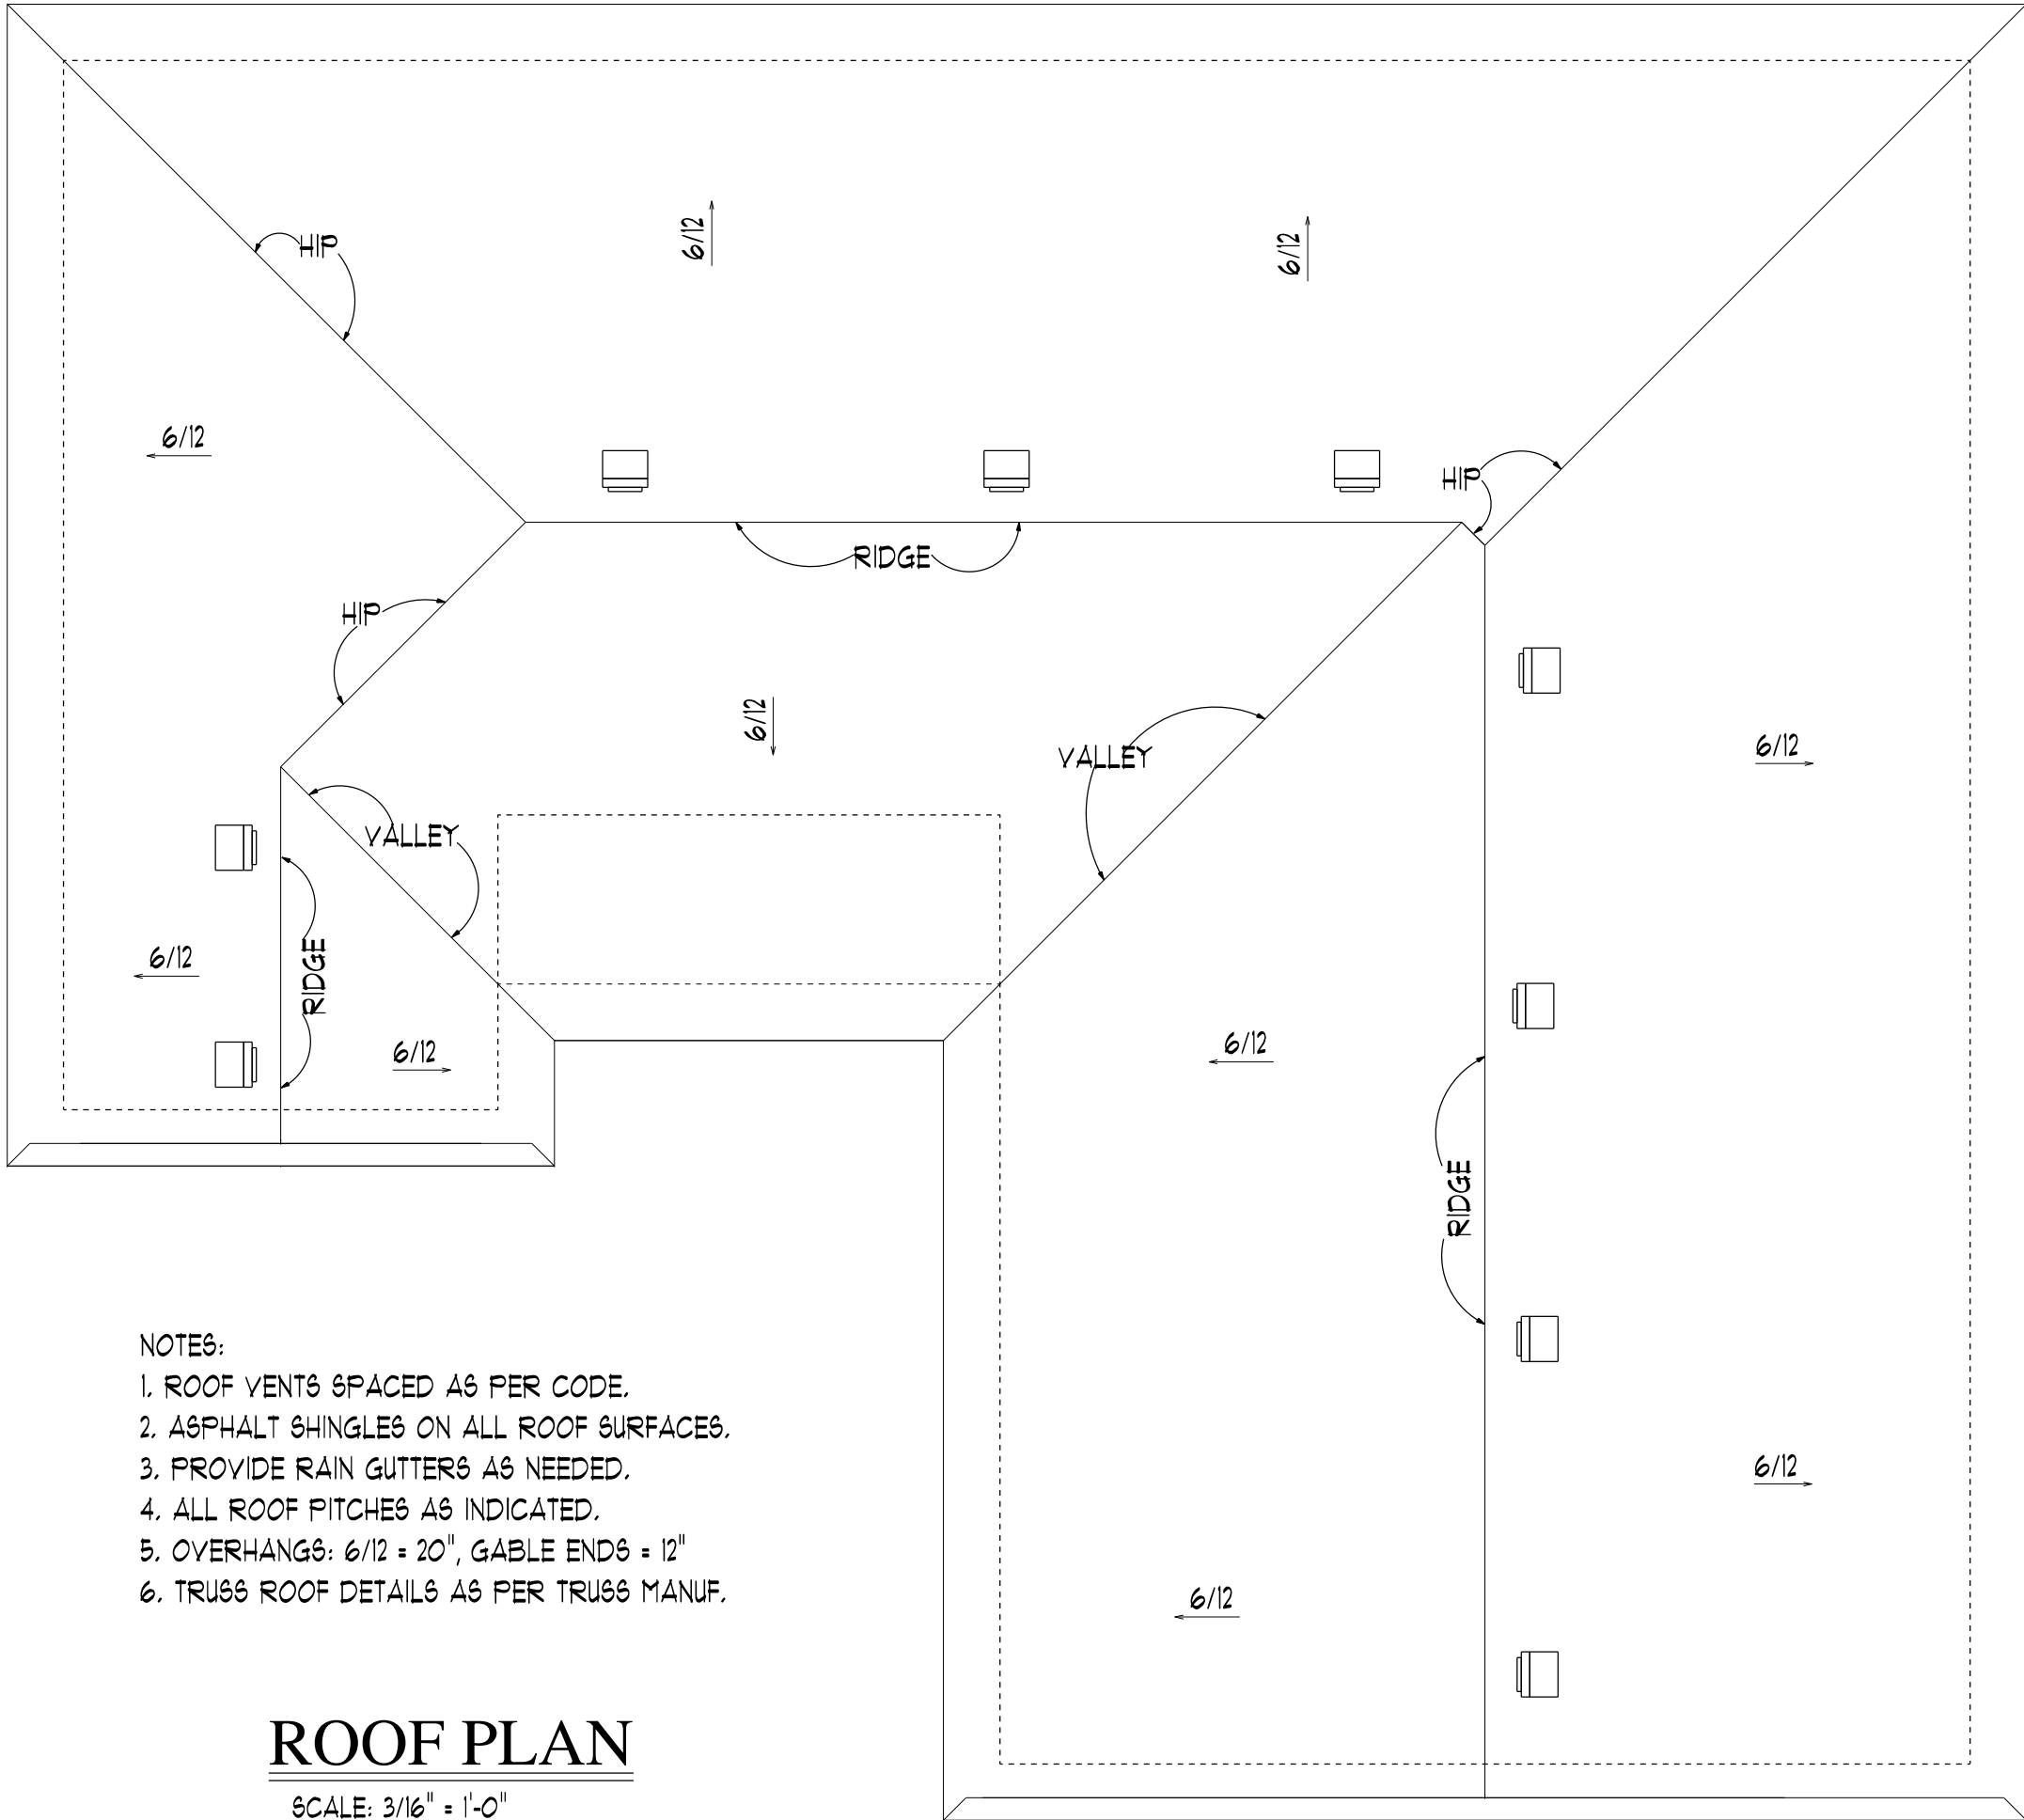 6/12
6/12
HIP
6/12
HIP
RIDGE
HIP
6/12
6/12
VALLEY
VALLEY
6/12
RIDGE
6/12
6/12
RIDGE
NOTES:
1. ROOF VENTS SPACED AS PER CODE.
2. ASPHALT SHINGLES ON ALL ROOF SURFACES.
3. PROVIDE RAIN GUTTERS AS NEEDED.
4. ALL ROOF PITCHES AS INDICATED.
5. OVERHANGS: 6/12 = 20", GABLE ENDS = 12"
6. TRUSS ROOF DETAILS AS PER TRUSS MANUF.
6/12
6/12
ROOF PLAN
SCALE: 3/16" = 1'-0"